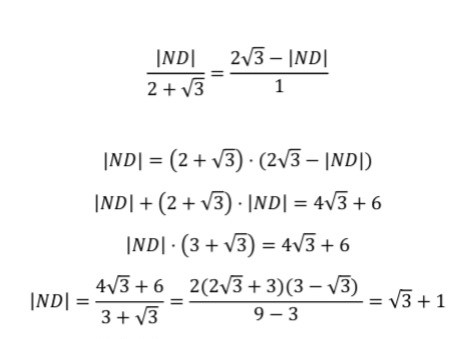 |ND| / (2 + √3) = (2√3 − |ND|) / 1
|ND| = (2 + √3) · (2√3 − |ND|)
|ND| + (2 + √3) · |ND| = 4√3 + 6
|ND| · (3 + √3) = 4√3 + 6
|ND| = (4√3 + 6) / (3 + √3) = 2(2√3 + 3)(3 − √3) / (9 − 3) = √3 + 1